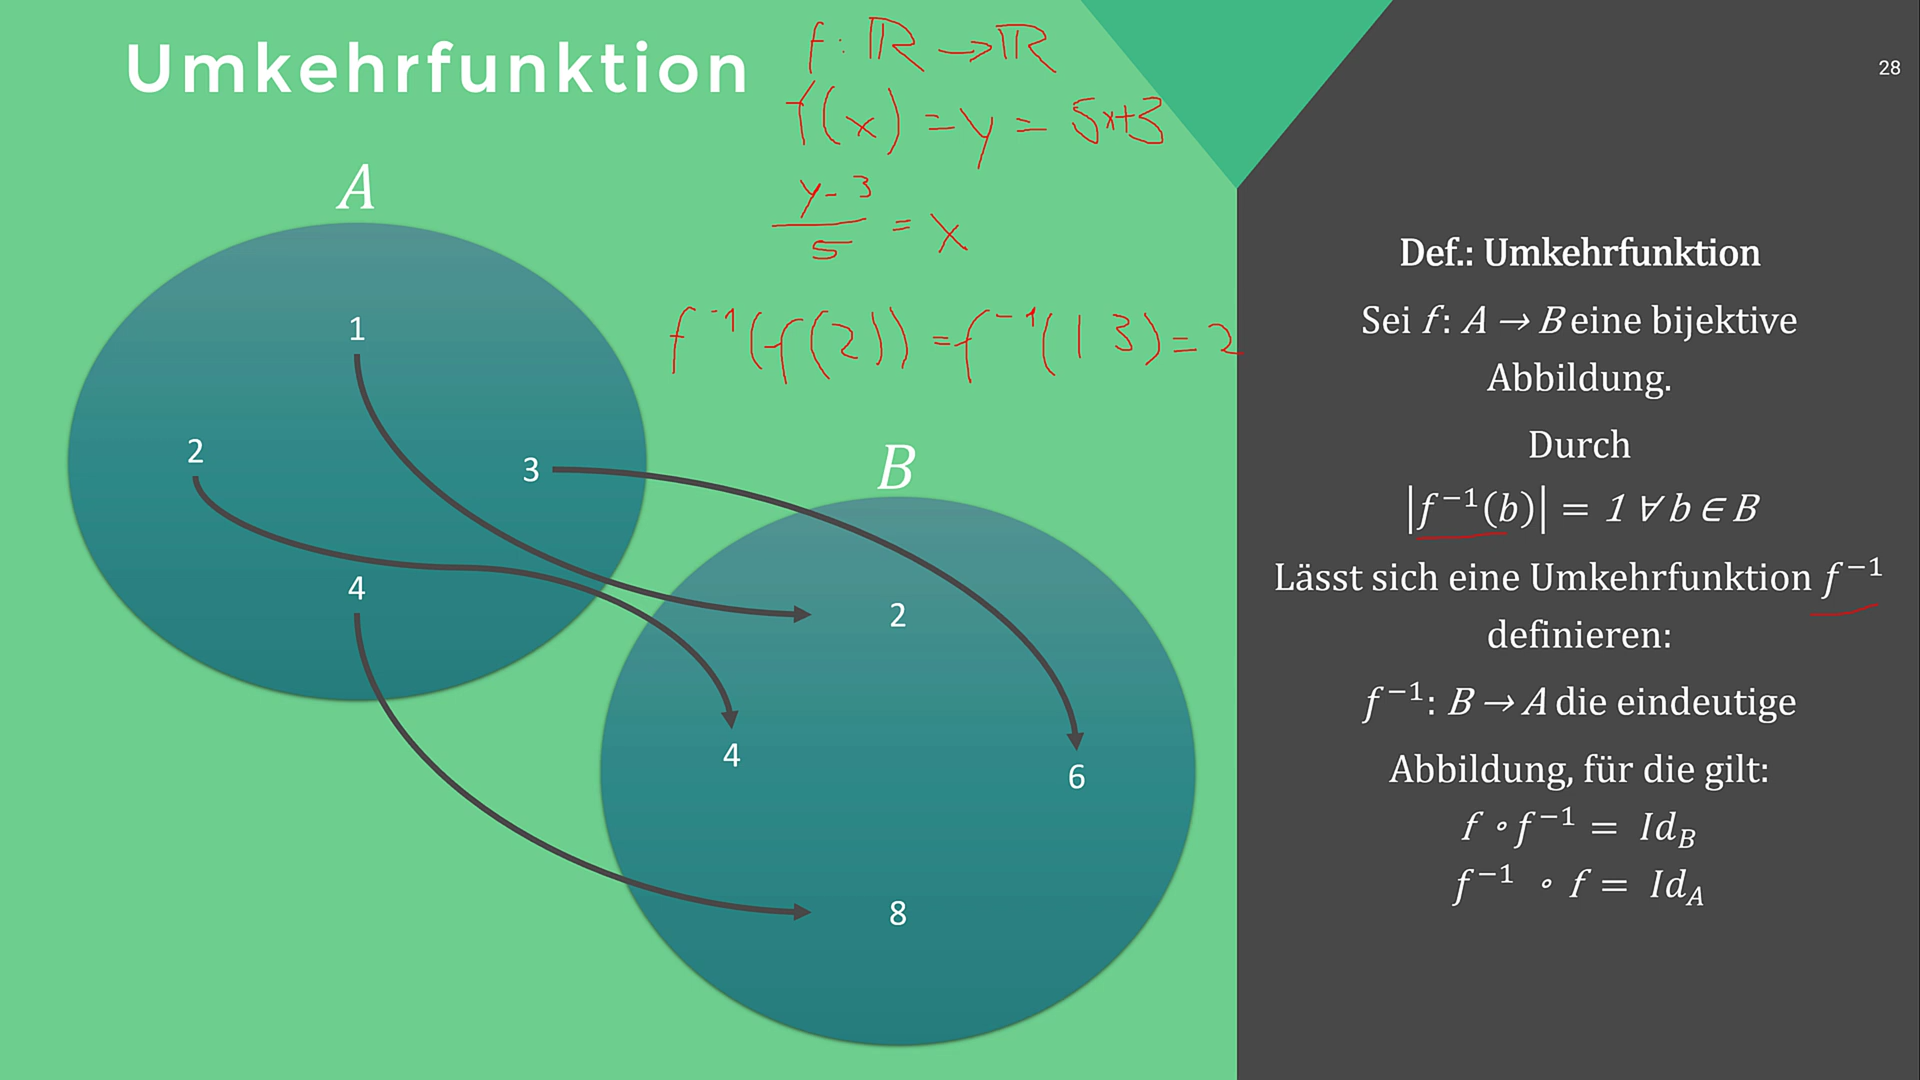 Umkehrfunktion
f: ℝ → ℝ
f(x) = y = 5x+3
y-3
5
= x
f⁻¹(f(2)) = f⁻¹(13) = 2
A
1
2
3
4
B
2
4
6
8
28
Def.: Umkehrfunktion
Sei f: A → B eine bijektive
Abbildung.
Durch
|f⁻¹(b)| = 1 ∀ b ∈ B
Lässt sich eine Umkehrfunktion f⁻¹
definieren:
f⁻¹: B → A die eindeutige
Abbildung, für die gilt:
f ∘ f⁻¹ = Id_B
f⁻¹ ∘ f = Id_A